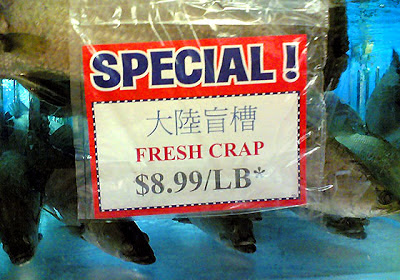 SPECIAL!
大陸盲槽
FRESH CRAP
$8.99/LB*